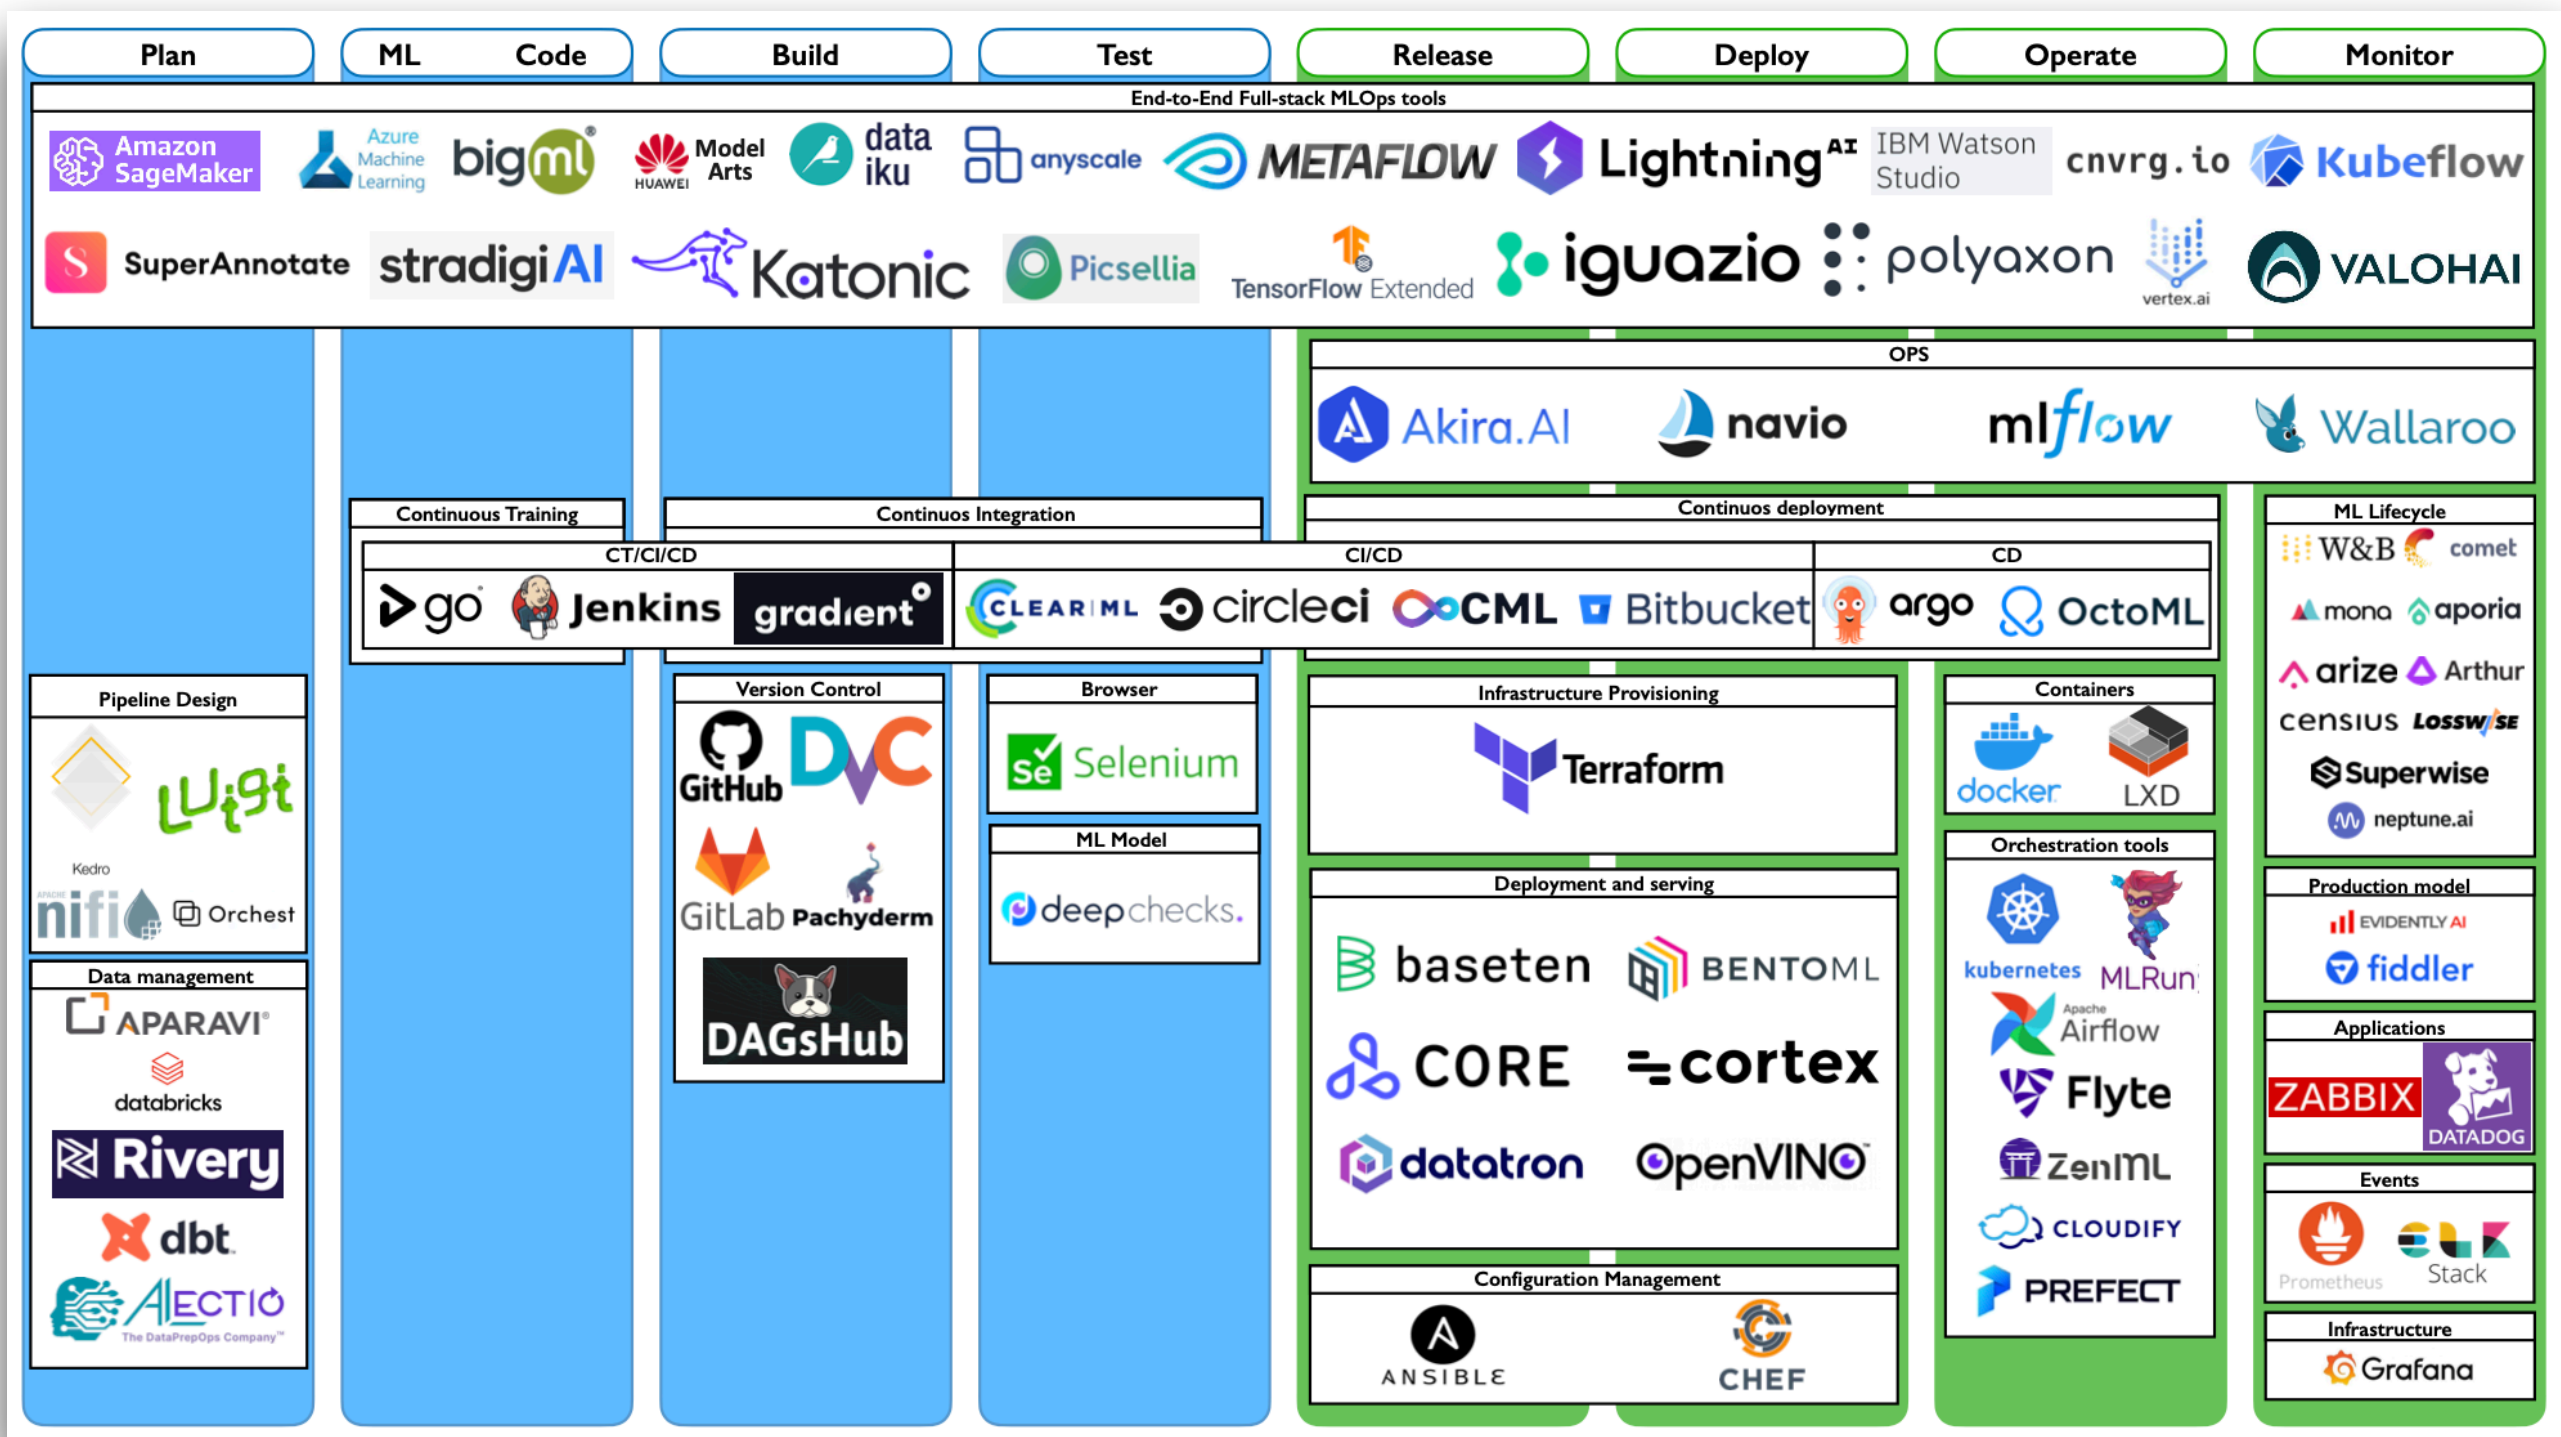 Plan
ML Code
Build
Test
Release
Deploy
Operate
Monitor
End-to-End Full-stack MLOps tools
Amazon
SageMaker
Azure
Machine
Learning
bigml®
HUAWEI
Model
Arts
data
iku
anyscale
METAFLOW
Lightning AI
IBM Watson
Studio
cnvrg.io
Kubeflow
SuperAnnotate
stradigi AI
Katonic
Picsellia
TensorFlow Extended
iguazio
polyaxon
vertex.ai
VALOHAI
OPS
Akira.AI
navio
mlflow
Wallaroo
Continuous Training
Continuos Integration
Continuos deployment
CT/CI/CD
CI/CD
CD
go
Jenkins
gradient
CLEAR|ML
circleci
CML
Bitbucket
argo
OctoML
ML Lifecycle
W&B
comet
mona
aporia
arize
Arthur
censius
LOSSWISE
Superwise
neptune.ai
Pipeline Design
Luigi
Kedro
APACHE
nifi
Orchest
Data management
APARAVI®
databricks
Rivery
dbt
Alectio
The DataPrepOps Company™
Version Control
GitHub
DVC
GitLab
Pachyderm
DAGsHub
Browser
Se
Selenium
ML Model
deepchecks.
Infrastructure Provisioning
Terraform
Deployment and serving
baseten
BENTOML
CORE
cortex
datatron
OpenVINO™
Configuration Management
ANSIBLE
CHEF
Containers
docker
LXD
Orchestration tools
kubernetes
MLRun
Apache
Airflow
Flyte
ZenML
CLOUDIFY
PREFECT
Production model
EVIDENTLY AI
fiddler
Applications
ZABBIX
DATADOG
Events
Prometheus
ELK
Stack
Infrastructure
Grafana